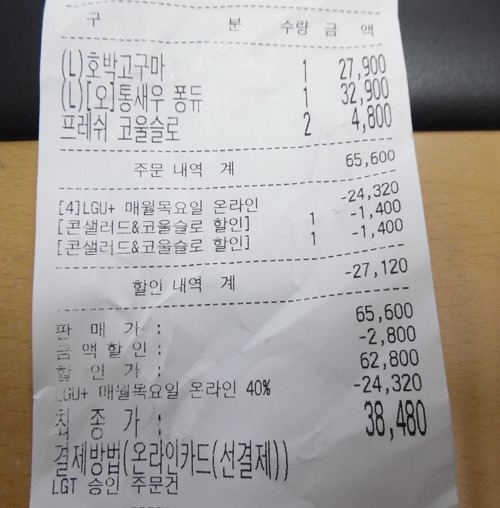 구 분 수량 금 액
(L)호박고구마 1 27,900
(L)[오]통새우 퐁듀 1 32,900
프레쉬 코울슬로 2 4,800
주문 내역 계 65,600
[4]LGU+ 매월목요일 온라인 -24,320
[콘샐러드&코울슬로 할인] 1 -1,400
[콘샐러드&코울슬로 할인] 1 -1,400
할인 내역 계 -27,120
판 매 가 : 65,600
금 액 할 인 : -2,800
할 인 가 : 62,800
LGU+ 매월목요일 온라인 40% -24,320
최 종 가 : 38,480
결제방법(온라인카드(선결제))
LGT 승인 주문건